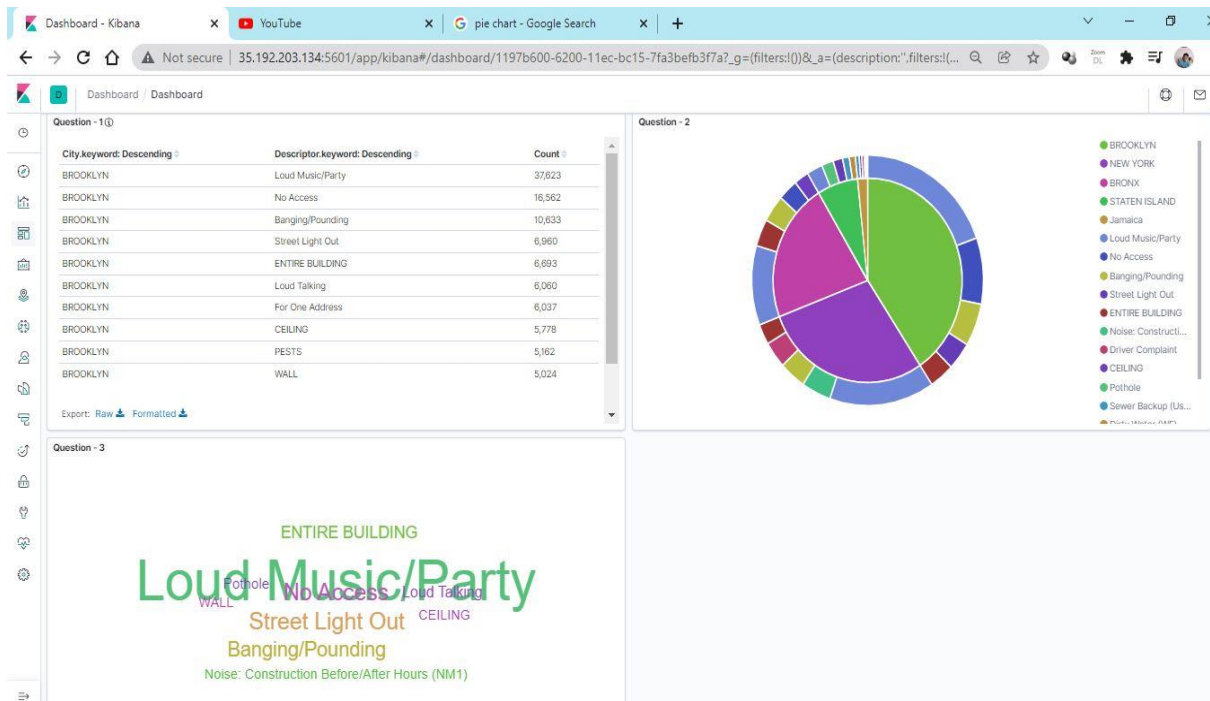 Dashboard - Kibana
YouTube
pie chart - Google Search
Not secure
35.192.203.134:5601/app/kibana#/dashboard/1197b600-6200-11ec-bc15-7fa3befb3f7a?_g=(filters:!())&_a=(description:'',filters:!(...
D
Dashboard / Dashboard
Question - 1
City.keyword: Descending Descriptor.keyword: Descending Count
BROOKLYN Loud Music/Party 37,623
BROOKLYN No Access 16,562
BROOKLYN Banging/Pounding 10,633
BROOKLYN Street Light Out 6,960
BROOKLYN ENTIRE BUILDING 6,693
BROOKLYN Loud Talking 6,060
BROOKLYN For One Address 6,037
BROOKLYN CEILING 5,778
BROOKLYN PESTS 5,162
BROOKLYN WALL 5,024
Export: Raw Formatted
Question - 2
BROOKLYN
NEW YORK
BRONX
STATEN ISLAND
Jamaica
Loud Music/Party
No Access
Banging/Pounding
Street Light Out
ENTIRE BUILDING
Noise: Constructi...
Driver Complaint
CEILING
Pothole
Sewer Backup (Us...
Question - 3
ENTIRE BUILDING
Loud Music/Party
Pothole
No Access
Loud Talking
WALL
Street Light Out
CEILING
Banging/Pounding
Noise: Construction Before/After Hours (NM1)